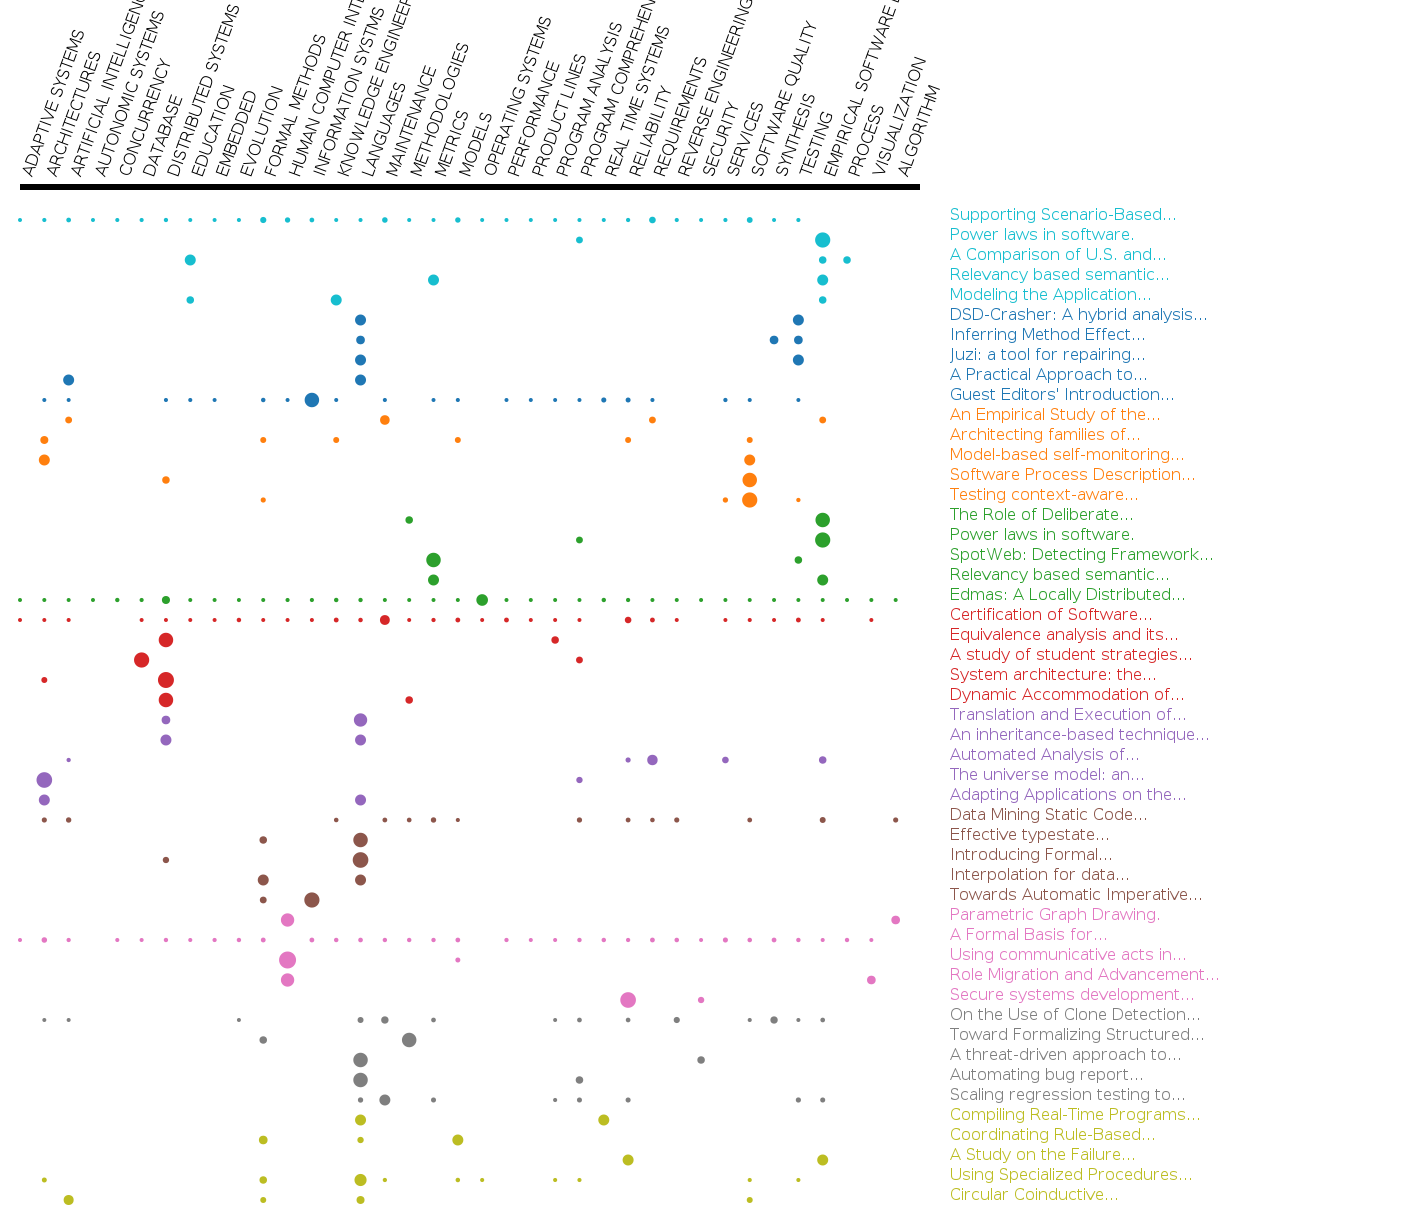 ADAPTIVE SYSTEMS
ARCHITECTURES
ARTIFICIAL INTELLIGENC
AUTONOMIC SYSTEMS
CONCURRENCY
DATABASE
DISTRIBUTED SYSTEMS
EDUCATION
EMBEDDED
EVOLUTION
FORMAL METHODS
HUMAN COMPUTER INTE
INFORMATION SYSTMS
KNOWLEDGE ENGINEER
LANGUAGES
MAINTENANCE
METHODOLOGIES
METRICS
MODELS
OPERATING SYSTEMS
PERFORMANCE
PRODUCT LINES
PROGRAM ANALYSIS
PROGRAM COMPREHEN
REAL TIME SYSTEMS
RELIABILITY
REQUIREMENTS
REVERSE ENGINEERING
SECURITY
SERVICES
SOFTWARE QUALITY
SYNTHESIS
TESTING
EMPIRICAL SOFTWARE E
PROCESS
VISUALIZATION
ALGORITHM
Supporting Scenario-Based...
Power laws in software.
A Comparison of U.S. and...
Relevancy based semantic...
Modeling the Application...
DSD-Crasher: A hybrid analysis...
Inferring Method Effect...
Juzi: a tool for repairing...
A Practical Approach to...
Guest Editors' Introduction...
An Empirical Study of the...
Architecting families of...
Model-based self-monitoring...
Software Process Description...
Testing context-aware...
The Role of Deliberate...
Power laws in software.
SpotWeb: Detecting Framework...
Relevancy based semantic...
Edmas: A Locally Distributed...
Certification of Software...
Equivalence analysis and its...
A study of student strategies...
System architecture: the...
Dynamic Accommodation of...
Translation and Execution of...
An inheritance-based technique...
Automated Analysis of...
The universe model: an...
Adapting Applications on the...
Data Mining Static Code...
Effective typestate...
Introducing Formal...
Interpolation for data...
Towards Automatic Imperative...
Parametric Graph Drawing.
A Formal Basis for...
Using communicative acts in...
Role Migration and Advancement...
Secure systems development...
On the Use of Clone Detection...
Toward Formalizing Structured...
A threat-driven approach to...
Automating bug report...
Scaling regression testing to...
Compiling Real-Time Programs...
Coordinating Rule-Based...
A Study on the Failure...
Using Specialized Procedures...
Circular Coinductive...